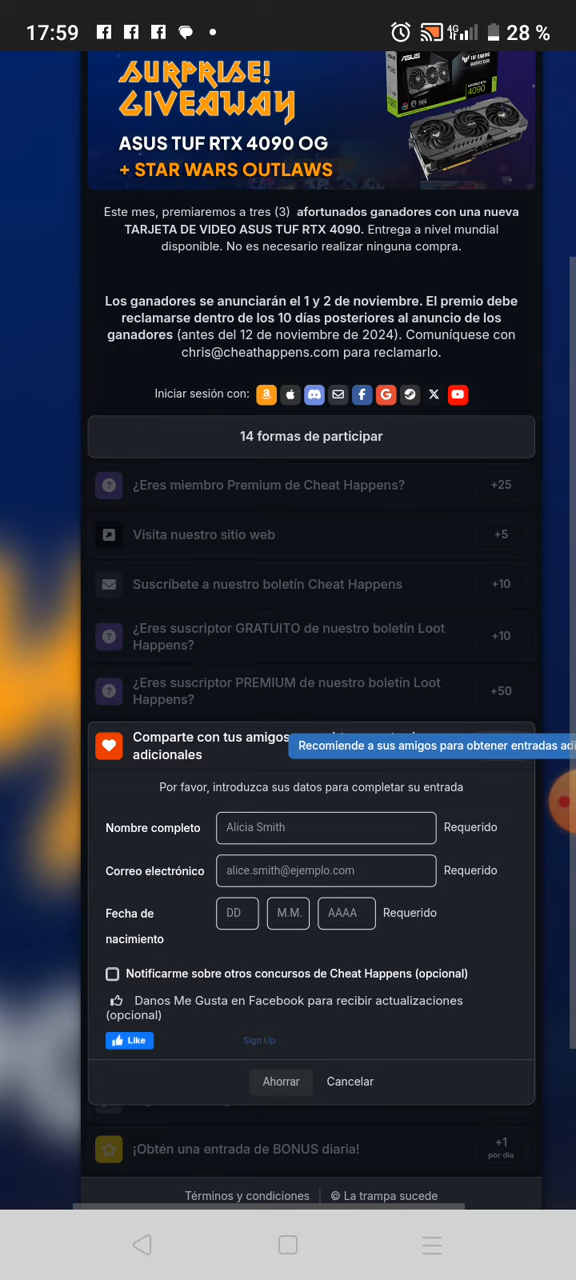 17:59
4G
28 %
SURPRISE!
GIVEAWAY
ASUS TUF RTX 4090 OG
+ STAR WARS OUTLAWS
ASUS
4090
Este mes, premiaremos a tres (3) afortunados ganadores con una nueva
TARJETA DE VIDEO ASUS TUF RTX 4090. Entrega a nivel mundial
disponible. No es necesario realizar ninguna compra.
Los ganadores se anunciarán el 1 y 2 de noviembre. El premio debe
reclamarse dentro de los 10 días posteriores al anuncio de los
ganadores (antes del 12 de noviembre de 2024). Comuníquese con
chris@cheathappens.com para reclamarlo.
Iniciar sesión con:
14 formas de participar
¿Eres miembro Premium de Cheat Happens? +25
Visita nuestro sitio web +5
Suscríbete a nuestro boletín Cheat Happens +10
¿Eres suscriptor GRATUITO de nuestro boletín Loot
Happens? +10
¿Eres suscriptor PREMIUM de nuestro boletín Loot
Happens? +50
Comparte con tus amigos
adicionales
Recomiende a sus amigos para obtener entradas adi
Por favor, introduzca sus datos para completar su entrada
Nombre completo Alicia Smith Requerido
Correo electrónico alice.smith@ejemplo.com Requerido
Fecha de
nacimiento DD M.M. AAAA Requerido
Notificarme sobre otros concursos de Cheat Happens (opcional)
Danos Me Gusta en Facebook para recibir actualizaciones
(opcional)
Like Sign Up
Ahorrar Cancelar
¡Obtén una entrada de BONUS diaria! +1
por día
Términos y condiciones | © La trampa sucede